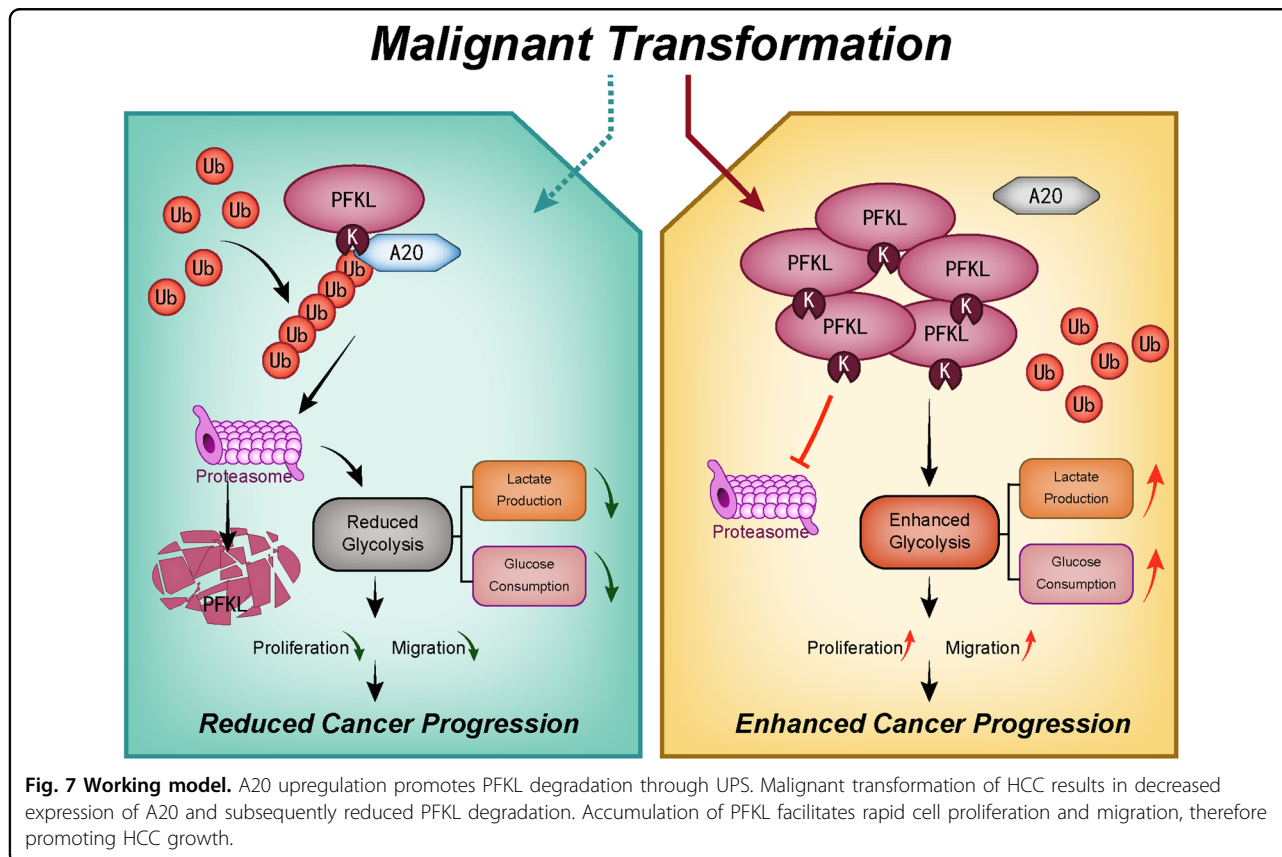 Malignant Transformation
Ub
Ub
Ub
Ub
Ub
Ub
PFKL
K
A20
Ub
Ub
Ub
Ub
Ub
Proteasome
PFKL
Reduced
Glycolysis
Lactate
Production
Glucose
Consumption
Proliferation
Migration
Reduced Cancer Progression
A20
PFKL
K
PFKL
PFKL
K
K
PFKL
PFKL
K
K
Ub
Ub
Ub
Ub
Ub
Proteasome
Enhanced
Glycolysis
Lactate
Production
Glucose
Consumption
Proliferation
Migration
Enhanced Cancer Progression
Fig. 7 Working model. A20 upregulation promotes PFKL degradation through UPS. Malignant transformation of HCC results in decreased
expression of A20 and subsequently reduced PFKL degradation. Accumulation of PFKL facilitates rapid cell proliferation and migration, therefore
promoting HCC growth.